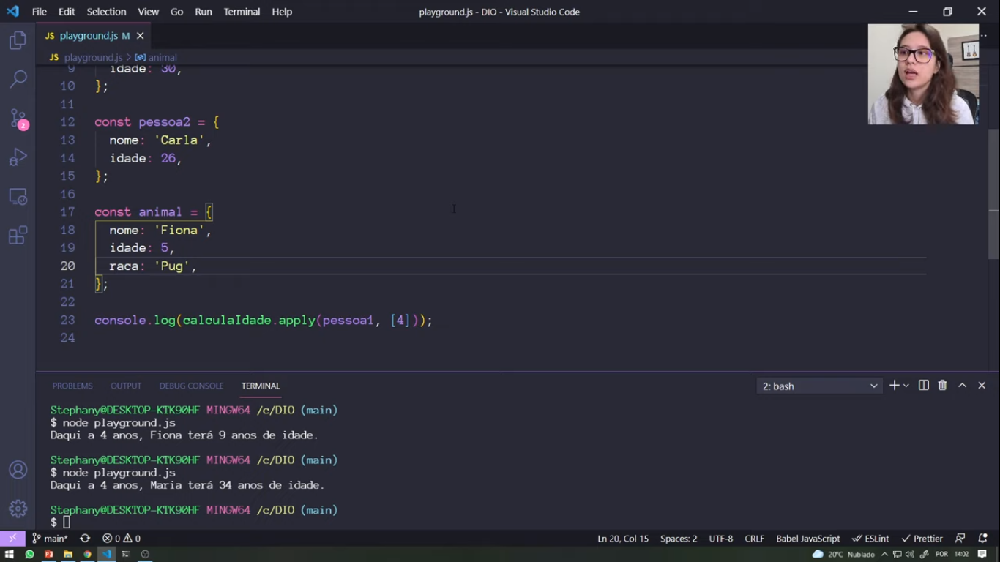 File Edit Selection View Go Run Terminal Help playground.js - DIO - Visual Studio Code
JS playground.js M
JS playground.js > animal
9 idade: 30,
10 };
11
12 const pessoa2 = {
13 nome: 'Carla',
14 idade: 26,
15 };
16
17 const animal = {
18 nome: 'Fiona',
19 idade: 5,
20 raca: 'Pug',
21 };
22
23 console.log(calculaIdade.apply(pessoa1, [4]));
24
2
PROBLEMS OUTPUT DEBUG CONSOLE TERMINAL 2: bash
Stephany@DESKTOP-KTK90HF MINGW64 /c/DIO (main)
$ node playground.js
Daqui a 4 anos, Fiona terá 9 anos de idade.
Stephany@DESKTOP-KTK90HF MINGW64 /c/DIO (main)
$ node playground.js
Daqui a 4 anos, Maria terá 34 anos de idade.
Stephany@DESKTOP-KTK90HF MINGW64 /c/DIO (main)
$
main* 0 0 Ln 20, Col 15 Spaces: 2 UTF-8 CRLF Babel JavaScript ESLint Prettier
20°C Nublado POR 14:02